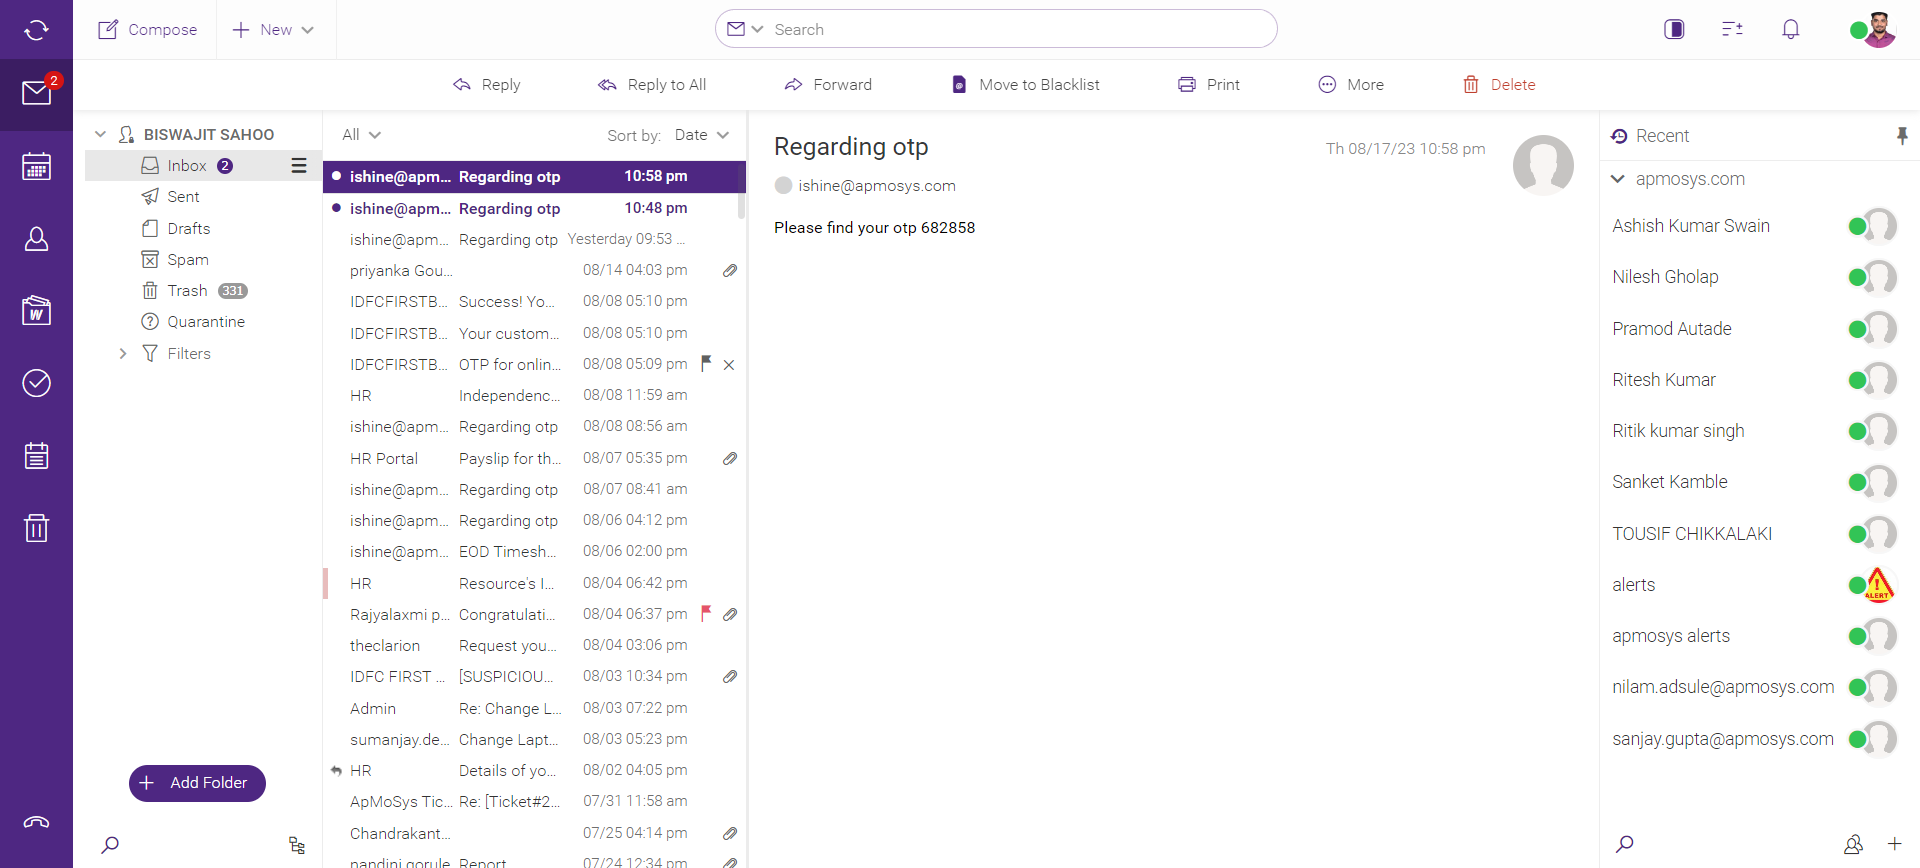 Compose
New
Search
2
Reply
Reply to All
Forward
Move to Blacklist
Print
More
Delete
BISWAJIT SAHOO
Inbox 2
Sent
Drafts
Spam
Trash 331
Quarantine
Filters
Add Folder
All
Sort by: Date
ishine@apm... Regarding otp 10:58 pm
ishine@apm... Regarding otp 10:48 pm
ishine@apm... Regarding otp Yesterday 09:53 ...
priyanka Gou... 08/14 04:03 pm
IDFCFIRSTB... Success! Yo... 08/08 05:10 pm
IDFCFIRSTB... Your custom... 08/08 05:10 pm
IDFCFIRSTB... OTP for onlin... 08/08 05:09 pm
HR Independenc... 08/08 11:59 am
ishine@apm... Regarding otp 08/08 08:56 am
HR Portal Payslip for th... 08/07 05:35 pm
ishine@apm... Regarding otp 08/07 08:41 am
ishine@apm... Regarding otp 08/06 04:12 pm
ishine@apm... EOD Timesh... 08/06 02:00 pm
HR Resource's I... 08/04 06:42 pm
Rajyalaxmi p... Congratulati... 08/04 06:37 pm
theclarion Request you... 08/04 03:06 pm
IDFC FIRST ... [SUSPICIOU... 08/03 10:34 pm
Admin Re: Change L... 08/03 07:22 pm
sumanjay.de... Change Lapt... 08/03 05:23 pm
HR Details of yo... 08/02 04:05 pm
ApMoSys Tic... Re: [Ticket#2... 07/31 11:58 am
Chandrakant... 07/25 04:14 pm
nandini gorule Report 07/24 12:34 pm
Regarding otp
Th 08/17/23 10:58 pm
ishine@apmosys.com
Please find your otp 682858
Recent
apmosys.com
Ashish Kumar Swain
Nilesh Gholap
Pramod Autade
Ritesh Kumar
Ritik kumar singh
Sanket Kamble
TOUSIF CHIKKALAKI
alerts
ALERT
apmosys alerts
nilam.adsule@apmosys.com
sanjay.gupta@apmosys.com